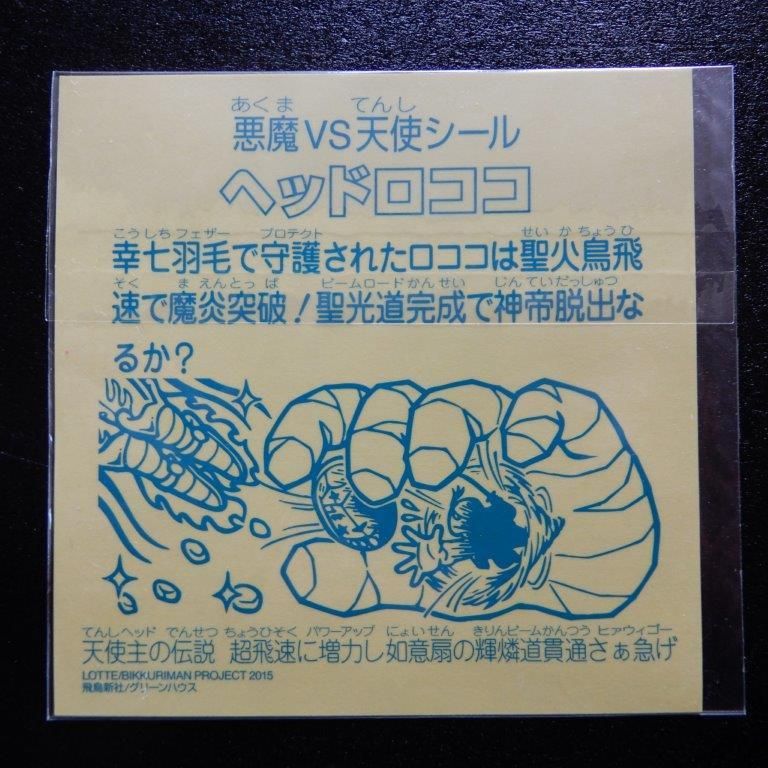 あくま てんし
悪魔VS天使シール
ヘッドロココ
こうしちフェザー プロテクト せいかちょうひ
幸七羽毛で守護されたロココは聖火鳥飛
そく まえんとっぱ ビームロードかんせい じんていだっしゅつ
速で魔炎突破!聖光道完成で神帝脱出な
るか?
てんしヘッド でんせつ ちょうひそく パワーアップ にょいせん きりんビームかんつう ヒァウィゴー
天使主の伝説 超飛速に増力し如意扇の輝燐道貫通さぁ急げ
LOTTE/BIKKURIMAN PROJECT 2015
飛鳥新社/グリーンハウス